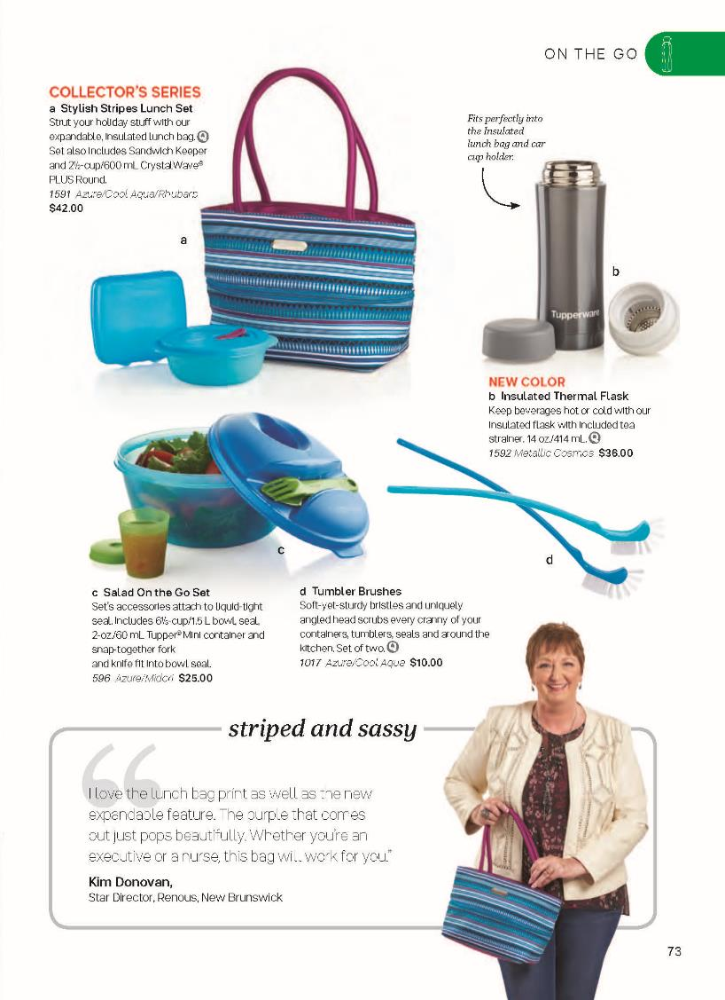 ON THE GO
COLLECTOR'S SERIES
a Stylish Stripes Lunch Set
Strut your holiday stuff with our
expandable, insulated lunch bag.
Set also includes Sandwich Keeper
and 2½-cup/600 mL CrystalWave®
PLUS Round.
1591 Azure/Cool Aqua/Rhubarb
$42.00
a
Fits perfectly into
the Insulated
lunch bag and car
cup holder.
b
Tupperware
NEW COLOR
b Insulated Thermal Flask
Keep beverages hot or cold with our
insulated flask with included tea
strainer. 14 oz./414 mL.
1592 Metallic Cosmos $36.00
c
d
c Salad On the Go Set
Set's accessories attach to liquid-tight
seal. Includes 6½-cup/1.5 L bowl, seal,
2-oz./60 mL Tupper® Mini container and
snap-together fork
and knife fit into bowl seal.
596 Azure/Midori $25.00
d Tumbler Brushes
Soft-yet-sturdy bristles and uniquely
angled head scrubs every cranny of your
containers, tumblers, seals and around the
kitchen. Set of two.
1017 Azure/Cool Aqua $10.00
striped and sassy
“I love the lunch bag print as well as the new
expandable feature. The purple that comes
out just pops beautifully. Whether you're an
executive or a nurse, this bag will work for you.”
Kim Donovan,
Star Director, Renous, New Brunswick
73